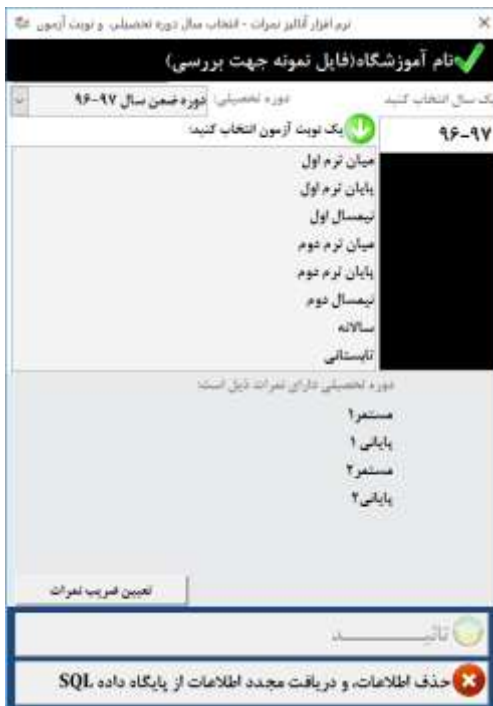 نرم افزار آنالیز نمرات - انتخاب سال دوره تحصیلی و نوبت آزمون
نام آموزشگاه(فایل نمونه جهت بررسی)
یک سال انتخاب کنید
دوره تحصیلی: دوره ضمن سال ۹۷-۹۶
۹۶-۹۷
یک نوبت آزمون انتخاب کنید:
میان ترم اول
پایان ترم اول
نیمسال اول
میان ترم دوم
پایان ترم دوم
نیمسال دوم
سالانه
تابستانی
دوره تحصیلی دارای نمرات ذیل است:
مستمر۱
پایانی ۱
مستمر۲
پایانی۲
تعیین ضریب نمرات
تائیــــــــــد
حذف اطلاعات، و دریافت مجدد اطلاعات از پایگاه داده SQL